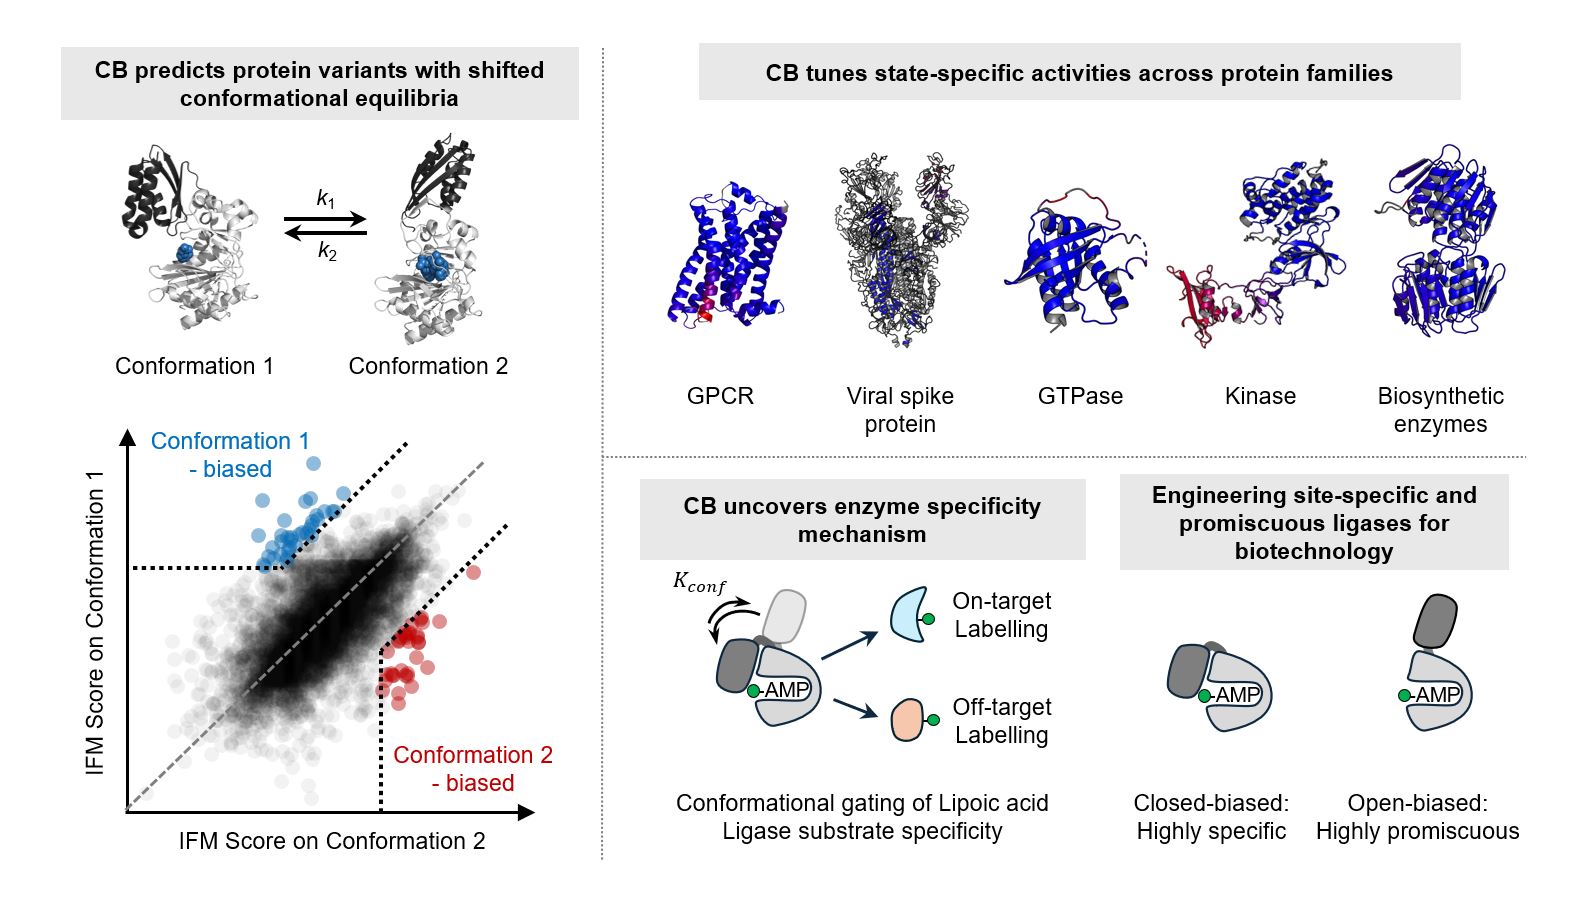 CB predicts protein variants with shifted
conformational equilibria
k1
k2
Conformation 1
Conformation 2
Conformation 1
- biased
IFM Score on Conformation 1
Conformation 2
- biased
IFM Score on Conformation 2
CB tunes state-specific activities across protein families
GPCR
Viral spike
protein
GTPase
Kinase
Biosynthetic
enzymes
CB uncovers enzyme specificity
mechanism
Kconf
-AMP
On-target
Labelling
Off-target
Labelling
Conformational gating of Lipoic acid
Ligase substrate specificity
Engineering site-specific and
promiscuous ligases for
biotechnology
-AMP
-AMP
Closed-biased:
Highly specific
Open-biased:
Highly promiscuous